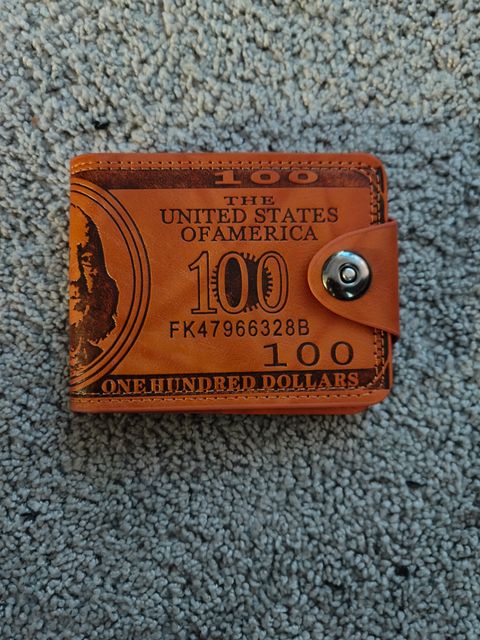 100
THE
UNITED STATES
OFAMERICA
100
FK47966328B
100
ONE HUNDRED DOLLARS